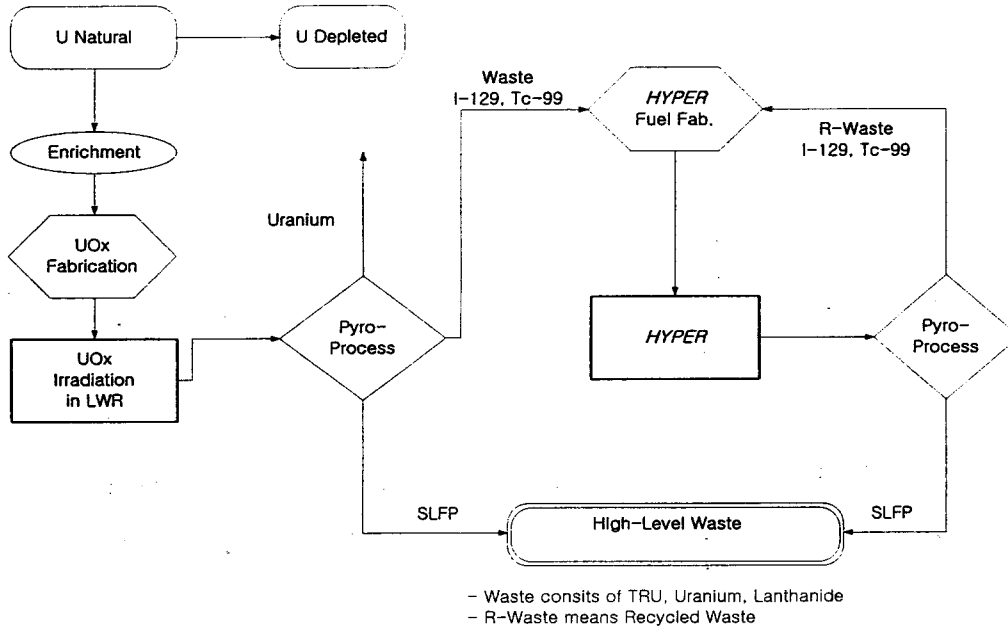 U Natural
U Depleted
Waste
I-129, Tc-99
HYPER
Fuel Fab.
R-Waste
I-129, Tc-99
Enrichment
Uranium
UOx
Fabrication
Pyro-
Process
HYPER
Pyro-
Process
UOx
Irradiation
in LWR
SLFP
High-Level Waste
SLFP
- Waste consits of TRU, Uranium, Lanthanide
- R-Waste means Recycled Waste